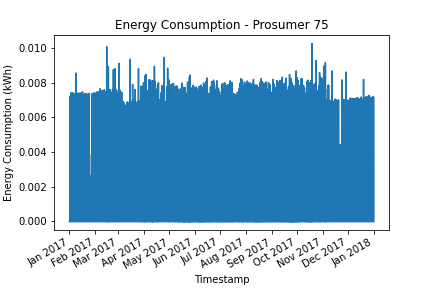 Energy Consumption - Prosumer 75
Energy Consumption (kWh)
0.010
0.008
0.006
0.004
0.002
0.000
Jan 2017
Feb 2017
Mar 2017
Apr 2017
May 2017
Jun 2017
Jul 2017
Aug 2017
Sep 2017
Oct 2017
Nov 2017
Dec 2017
Jan 2018
Timestamp